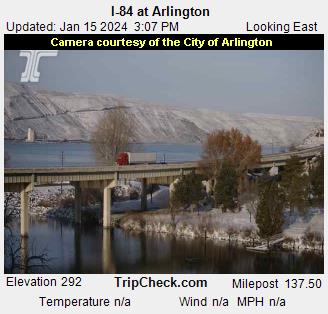 I-84 at Arlington
Updated: Jan 15 2024 3:07 PM Looking East
Camera courtesy of the City of Arlington
Elevation 292 TripCheck.com Milepost 137.50
Temperature n/a Wind n/a MPH n/a